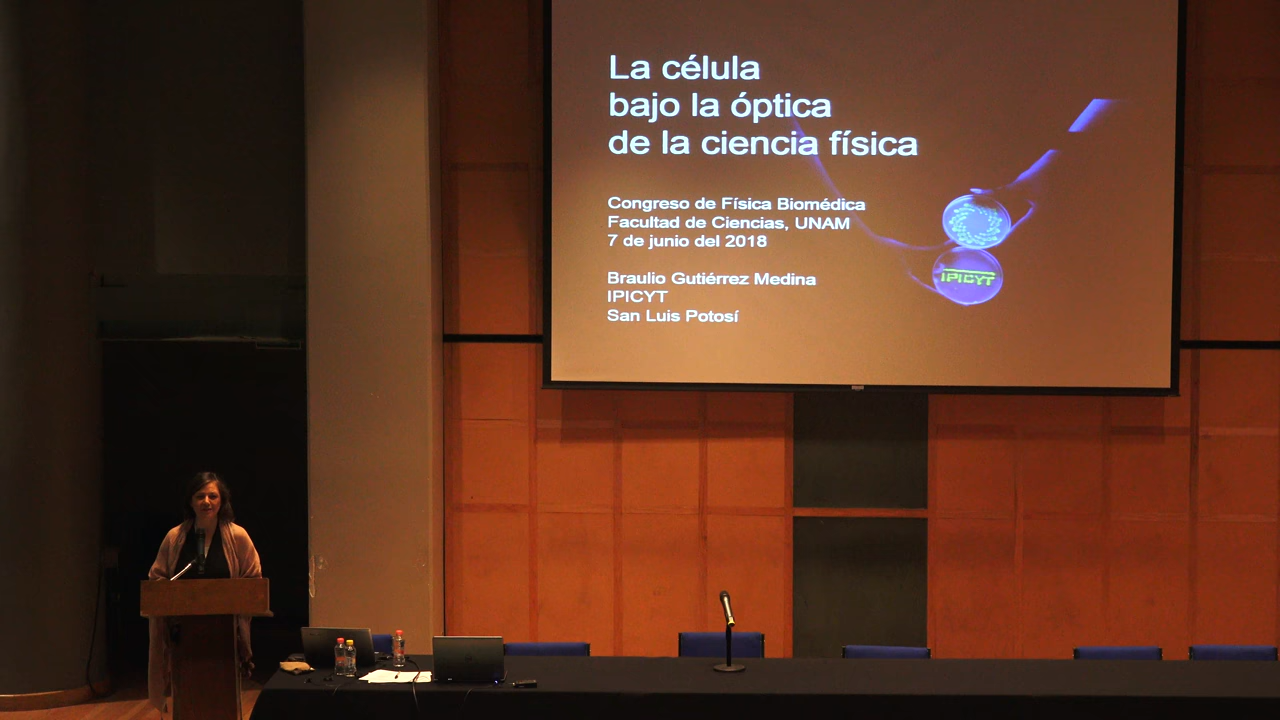 La célula
bajo la óptica
de la ciencia física
Congreso de Física Biomédica
Facultad de Ciencias, UNAM
7 de junio del 2018
Braulio Gutiérrez Medina
IPICYT
San Luis Potosí
IPICYT